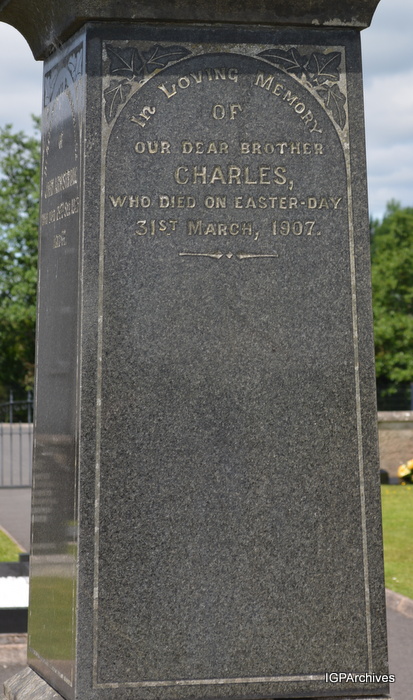 In Loving Memory
OF
OUR DEAR BROTHER
CHARLES,
WHO DIED ON EASTER-DAY
31ST MARCH, 1907.
IGPArchives